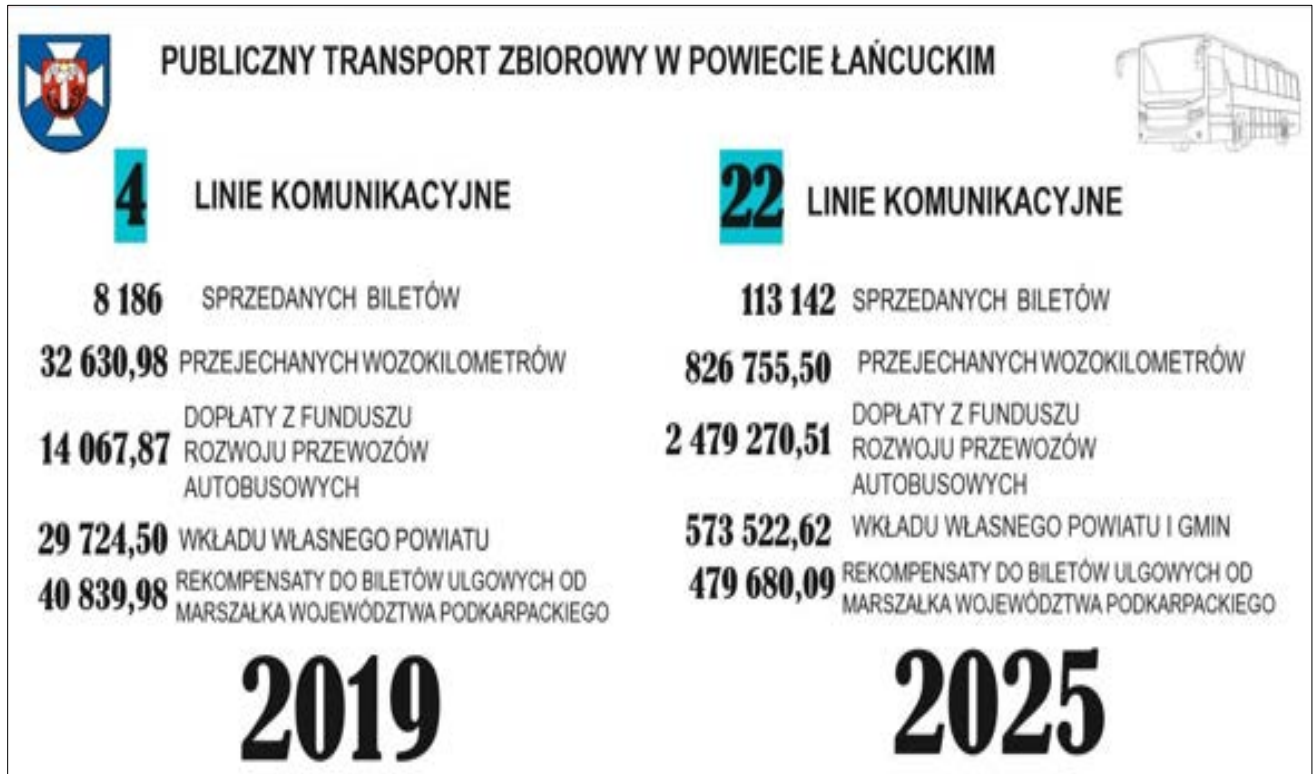 PUBLICZNY TRANSPORT ZBIOROWY W POWIECIE ŁAŃCUCKIM
4 LINIE KOMUNIKACYJNE
8 186 SPRZEDANYCH BILETÓW
32 630,98 PRZEJECHANYCH WOZOKILOMETRÓW
14 067,87 DOPŁATY Z FUNDUSZU
ROZWOJU PRZEWOZÓW
AUTOBUSOWYCH
29 724,50 WKŁADU WŁASNEGO POWIATU
40 839,98 REKOMPENSATY DO BILETÓW ULGOWYCH OD
MARSZAŁKA WOJEWÓDZTWA PODKARPACKIEGO
2019
22 LINIE KOMUNIKACYJNE
113 142 SPRZEDANYCH BILETÓW
826 755,50 PRZEJECHANYCH WOZOKILOMETRÓW
2 479 270,51 DOPŁATY Z FUNDUSZU
ROZWOJU PRZEWOZÓW
AUTOBUSOWYCH
573 522,62 WKŁADU WŁASNEGO POWIATU I GMIN
479 680,09 REKOMPENSATY DO BILETÓW ULGOWYCH OD
MARSZAŁKA WOJEWÓDZTWA PODKARPACKIEGO
2025